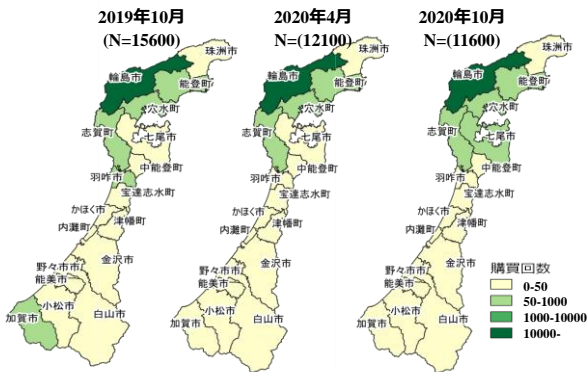 2019年10月
(N=15600)
珠洲市
輪島市
能登町
穴水町
志賀町
七尾市
中能登町
羽咋市
宝達志水町
かほく市
津幡町
内灘町
金沢市
野々市市
能美市
小松市
白山市
加賀市
2020年4月
N=(12100)
珠洲市
輪島市
能登町
穴水町
志賀町
七尾市
中能登町
羽咋市
宝達志水町
かほく市
津幡町
内灘町
金沢市
野々市市
能美市
小松市
白山市
加賀市
2020年10月
N=(11600)
珠洲市
輪島市
能登町
穴水町
志賀町
七尾市
中能登町
羽咋市
宝達志水町
かほく市
津幡町
内灘町
金沢市
野々市市
能美市
小松市
白山市
加賀市
購買回数
0-50
50-1000
1000-10000
10000-